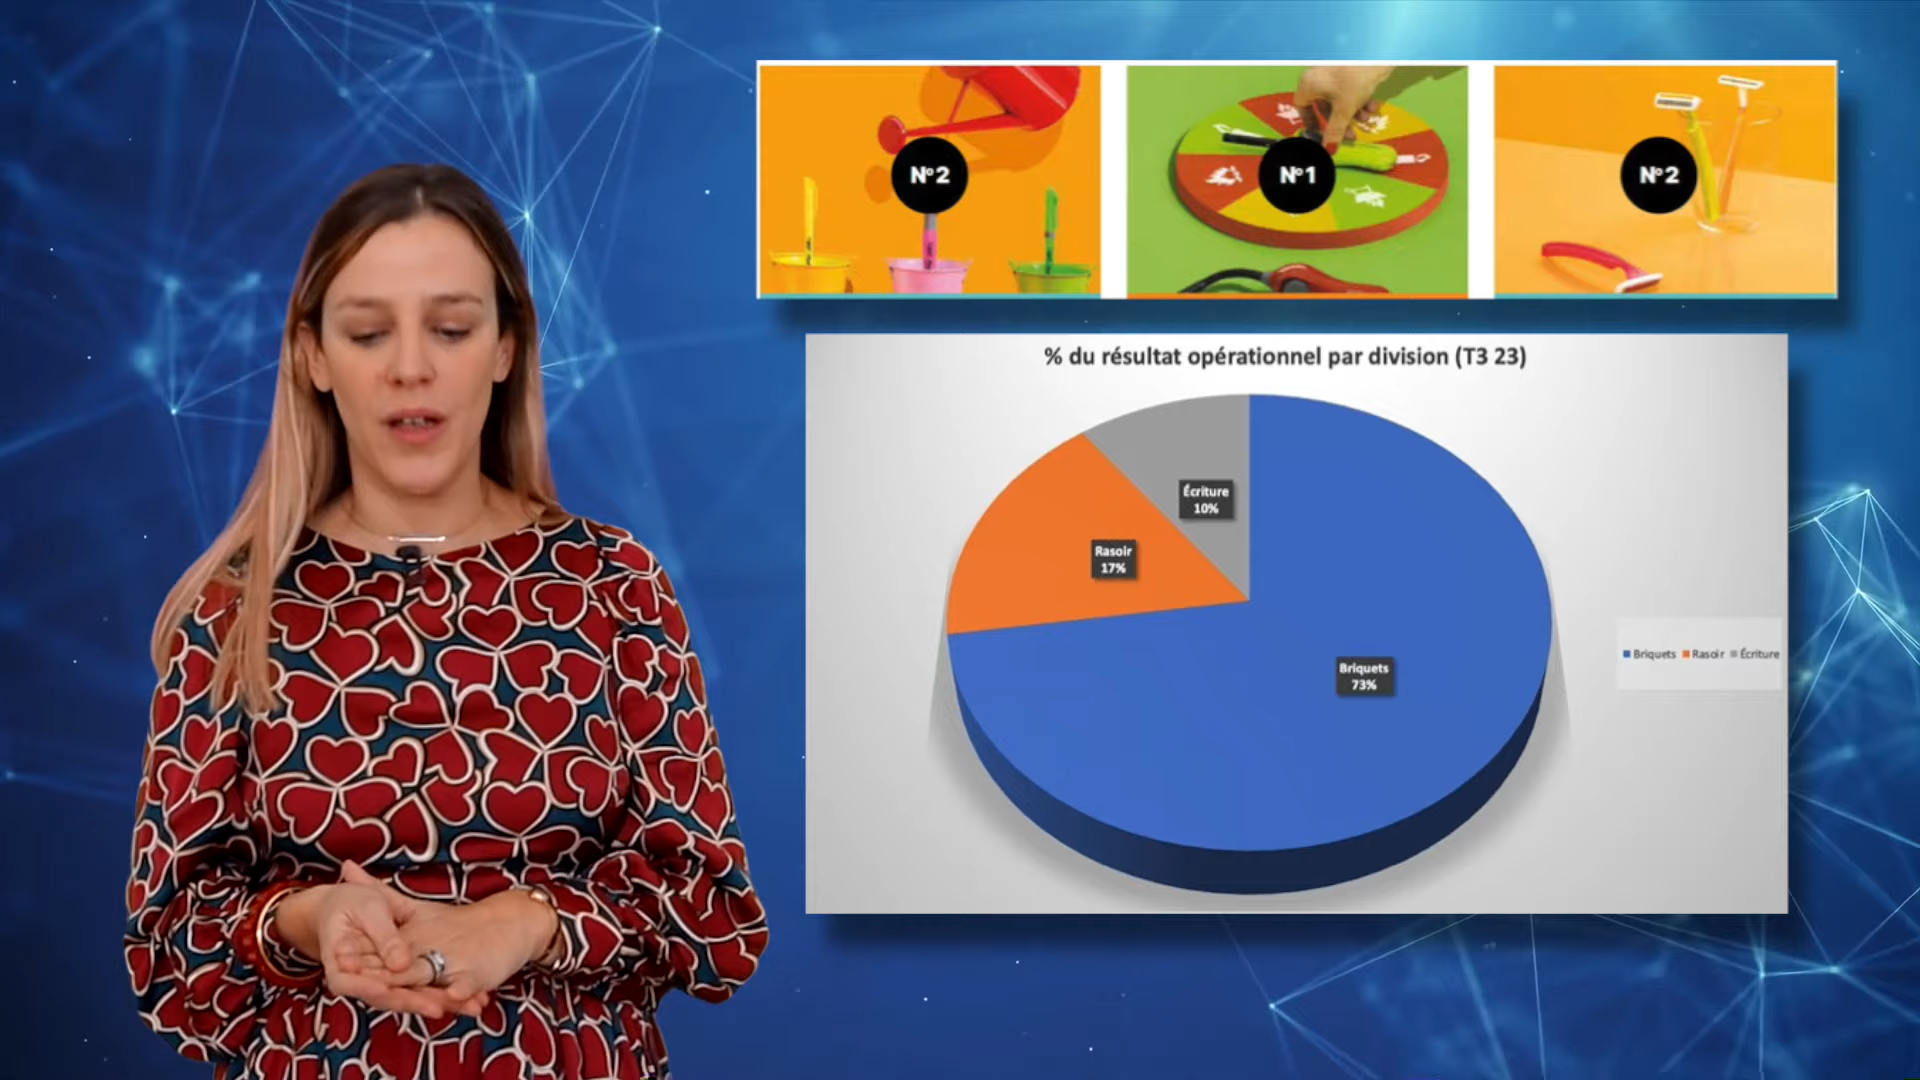 N°2
N°1
N°2
% du résultat opérationnel par division (T3 23)
Écriture
10%
Rasoir
17%
Briquets
73%
Briquets Rasoir Écriture